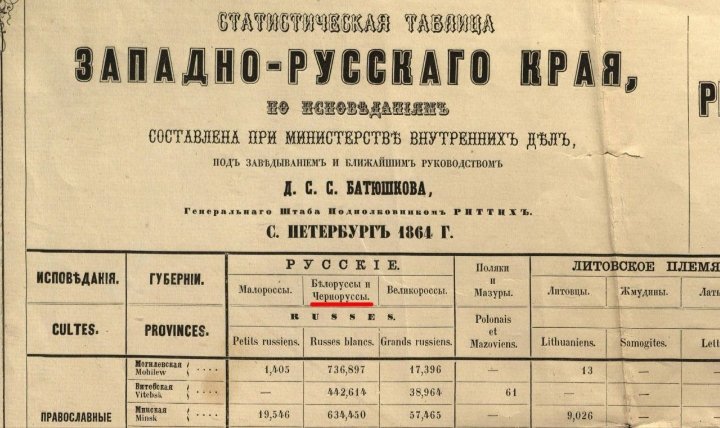 СТАТИСТИЧЕСКАЯ ТАБЛИЦА
ЗАПАДНО-РУССКАГО КРАЯ,
ПО ИСПОВѢДАНІЯМЪ
СОСТАВЛЕНА ПРИ МИНИСТЕРСТВѢ ВНУТРЕННИХЪ ДѢЛЪ,
ПОДЪ ЗАВѢДЫВАНІЕМЪ И БЛИЖАЙШИМЪ РУКОВОДСТВОМЪ
Д. С. С. БАТЮШКОВА,
Генеральнаго Штаба Подполковникомъ РИТТИХЪ.
С. ПЕТЕРБУРГЪ 1864 Г.
ИСПОВѢДАНІЯ. ГУБЕРНІИ. РУССКІЕ. Поляки и Мазуры. ЛИТОВСКОЕ ПЛЕМЯ
Малороссы. Бѣлоруссы и Черноруссы. Великороссы. Литовцы. Жмудины.
CULTES. PROVINCES. RUSSES. Polonais et Mazoviens.
Petits russiens. Russes blancs. Grands russiens. Lithuaniens. Samogites. Lett
Могилевская Mohilew 1,405 736,897 17,396 — 13 —
Витебская Vitebsk — 442,614 38,964 61 — —
ПРАВОСЛАВНЫЕ Минская Minsk 19,546 634,450 57,465 — 9,026 —